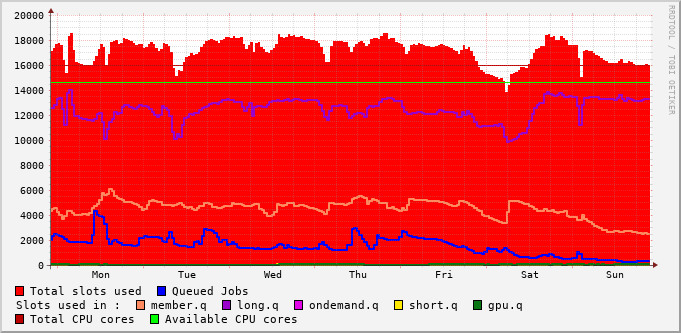 20000
18000
16000
14000
12000
10000
8000
6000
4000
2000
0
Mon Tue Wed Thu Fri Sat Sun
RRDTOOL / TOBI OETIKER
Total slots used Queued Jobs
Slots used in : member.q long.q ondemand.q short.q gpu.q
Total CPU cores Available CPU cores